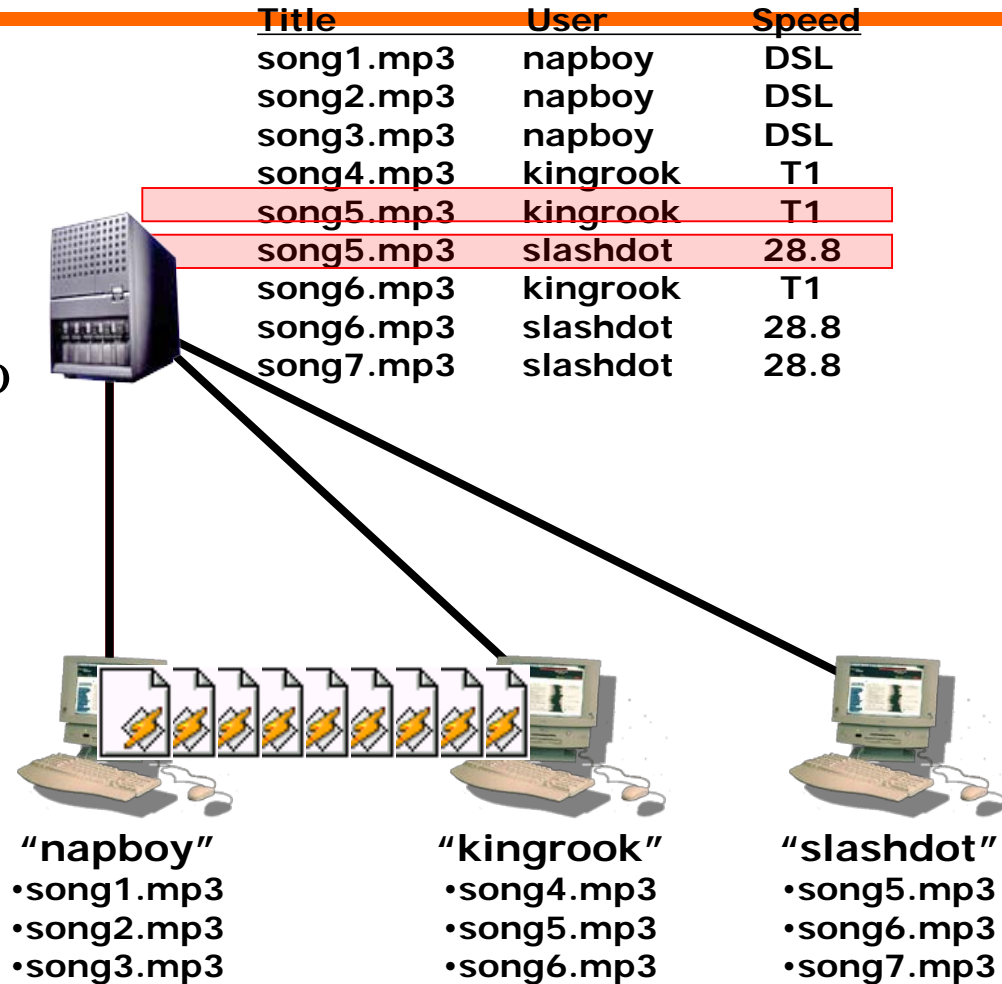 Title User Speed
song1.mp3 napboy DSL
song2.mp3 napboy DSL
song3.mp3 napboy DSL
song4.mp3 kingrook T1
song5.mp3 kingrook T1
song5.mp3 slashdot 28.8
song6.mp3 kingrook T1
song6.mp3 slashdot 28.8
song7.mp3 slashdot 28.8
)
“napboy”
•song1.mp3
•song2.mp3
•song3.mp3
“kingrook”
•song4.mp3
•song5.mp3
•song6.mp3
“slashdot”
•song5.mp3
•song6.mp3
•song7.mp3